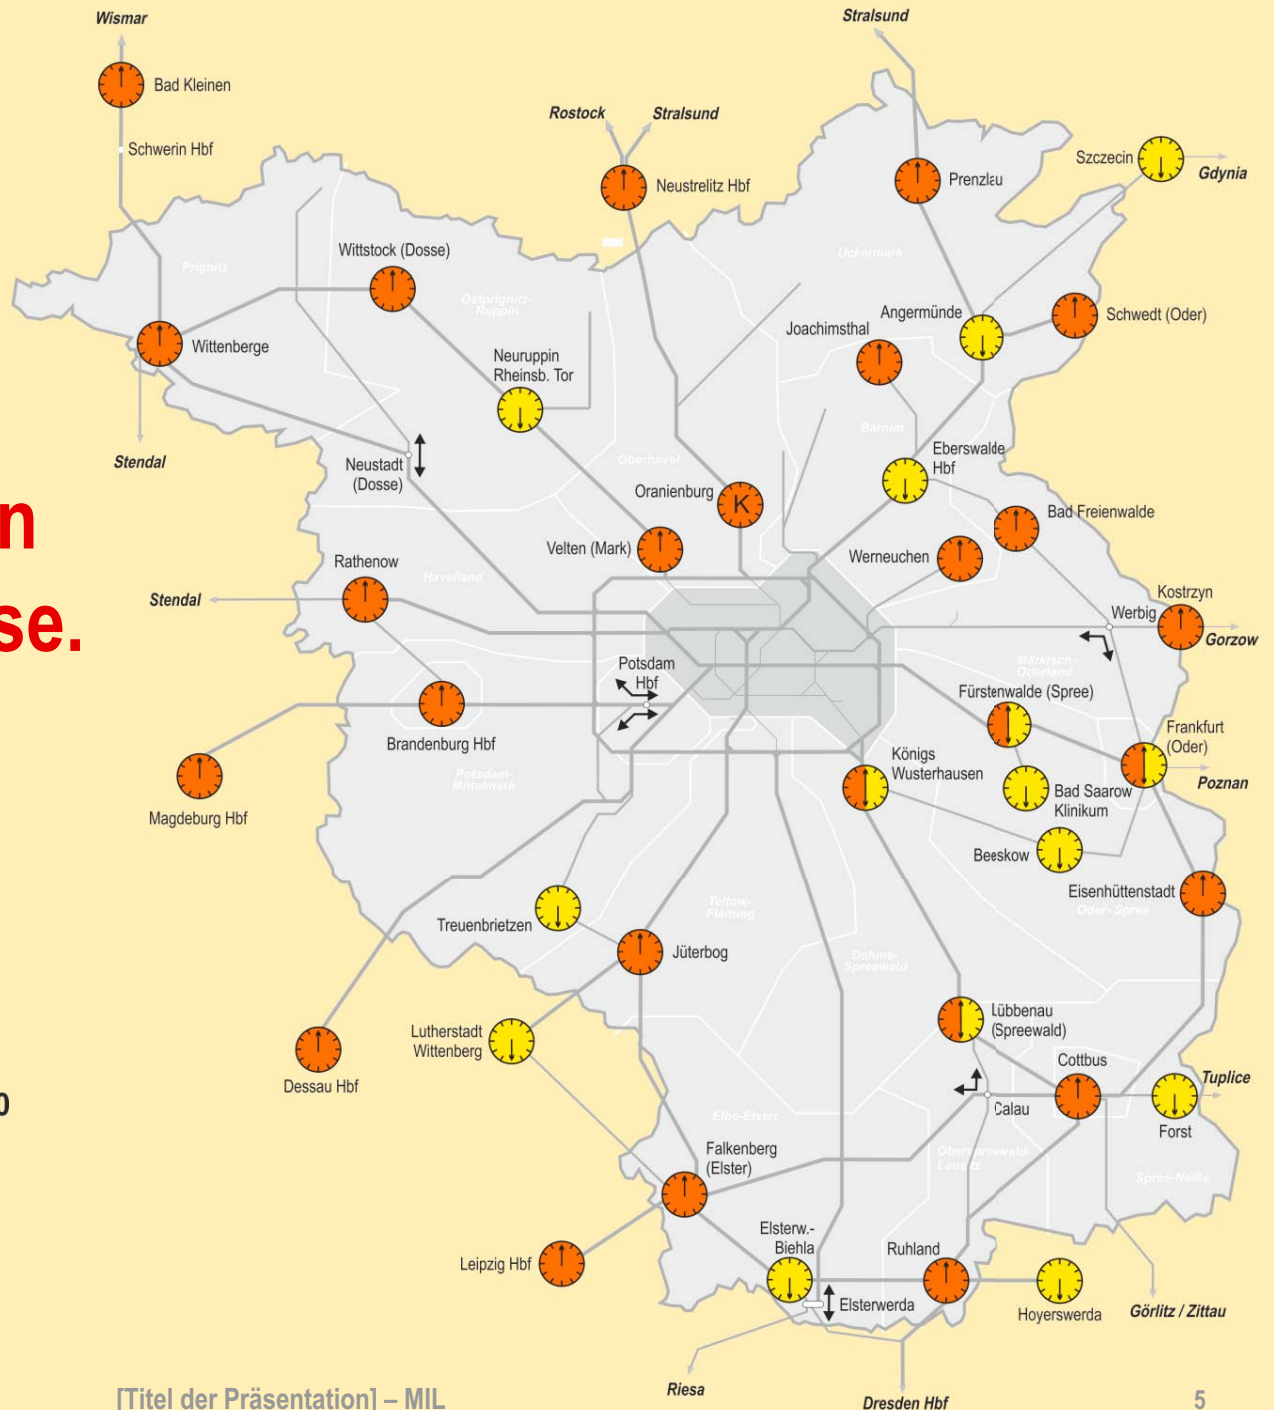 Wismar
Stralsund
Bad Kleinen
Rostock
Stralsund
Schwerin Hbf
Szczecin
Gdynia
Neustrelitz Hbf
Prenzlau
Wittstock (Dosse)
Uckermark
Prignitz
Ostprignitz-
Ruppin
Angermünde
Schwedt (Oder)
Joachimsthal
Wittenberge
Neuruppin
Rheinsb. Tor
Barnim
Stendal
Neustadt
(Dosse)
Oberhavel
Eberswalde
Hbf
Oranienburg
K
Bad Freienwalde
n
Velten (Mark)
Werneuchen
Rathenow
Havelland
Stendal
Kostrzyn
Werbig
Gorzow
se.
Potsdam
Hbf
Märkisch-
Oderland
Fürstenwalde (Spree)
Frankfurt
(Oder)
Brandenburg Hbf
Königs
Wusterhausen
Potsdam-
Mittelmark
Poznan
Bad Saarow
Klinikum
Magdeburg Hbf
Beeskow
Eisenhüttenstadt
Oder-Spree
Teltow-
Fläming
Treuenbrietzen
Jüterbog
Dahme-
Spreewald
Lübbenau
(Spreewald)
Lutherstadt
Wittenberg
Cottbus
Tuplice
Dessau Hbf
0
Calau
Forst
Elbe-Elster
Falkenberg
(Elster)
Oberspreewald-
Lausitz
Spree-Neiße
Elsterw.-
Biehla
Ruhland
Leipzig Hbf
Elsterwerda
Hoyerswerda
Görlitz / Zittau
Riesa
Dresden Hbf
[Titel der Präsentation] – MIL
5